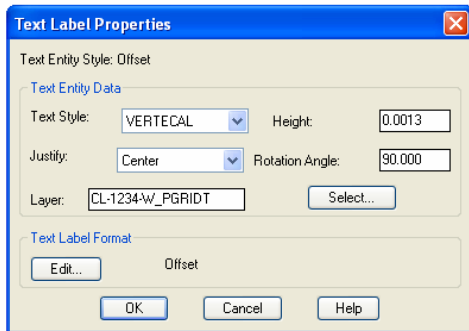 Text Label Properties
Text Entity Style: Offset
Text Entity Data
Text Style: VERTECAL Height: 0.0013
Justify: Center Rotation Angle: 90.000
Layer: CL-1234-W_PGRIDT Select...
Text Label Format
Edit... Offset
OK Cancel Help